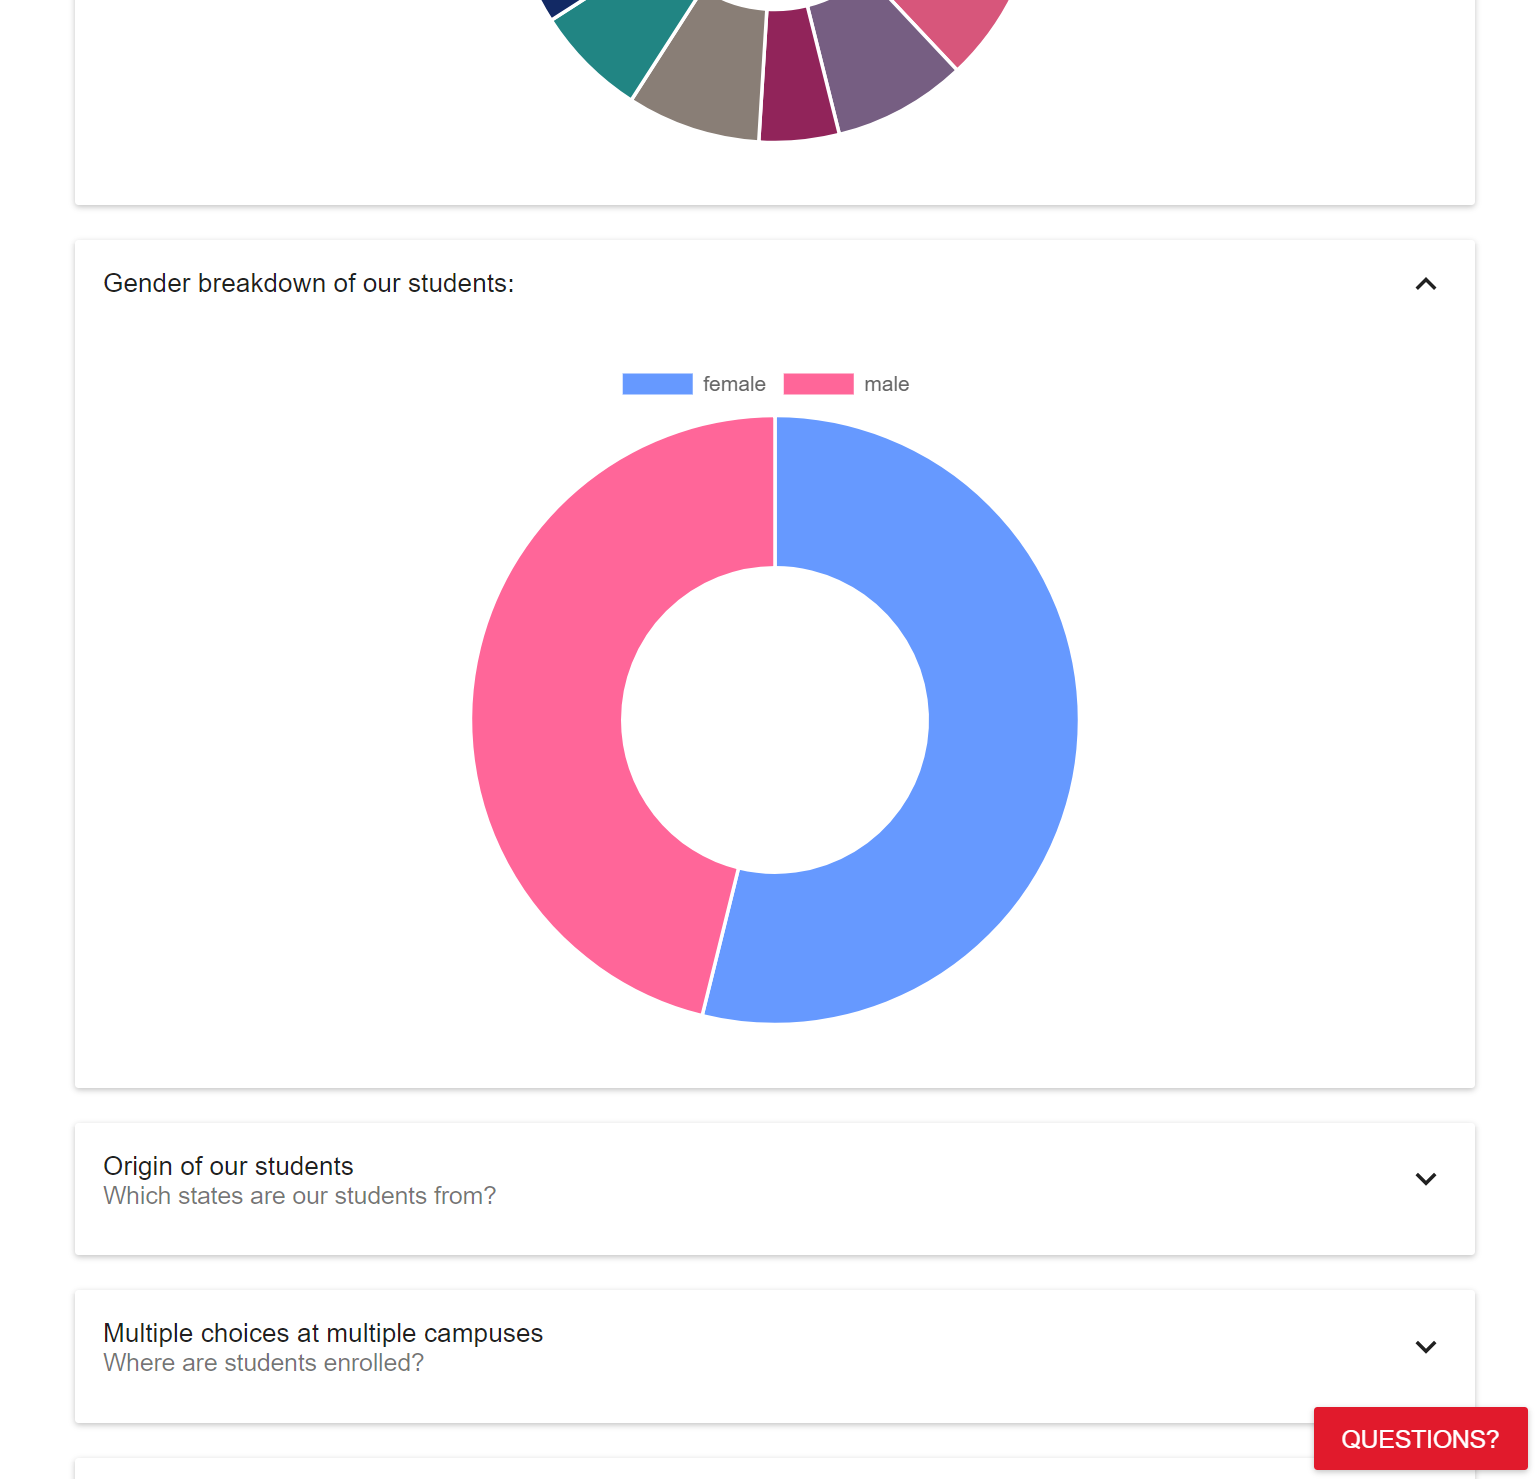 Gender breakdown of our students:
female male
Origin of our students
Which states are our students from?
Multiple choices at multiple campuses
Where are students enrolled?
QUESTIONS?